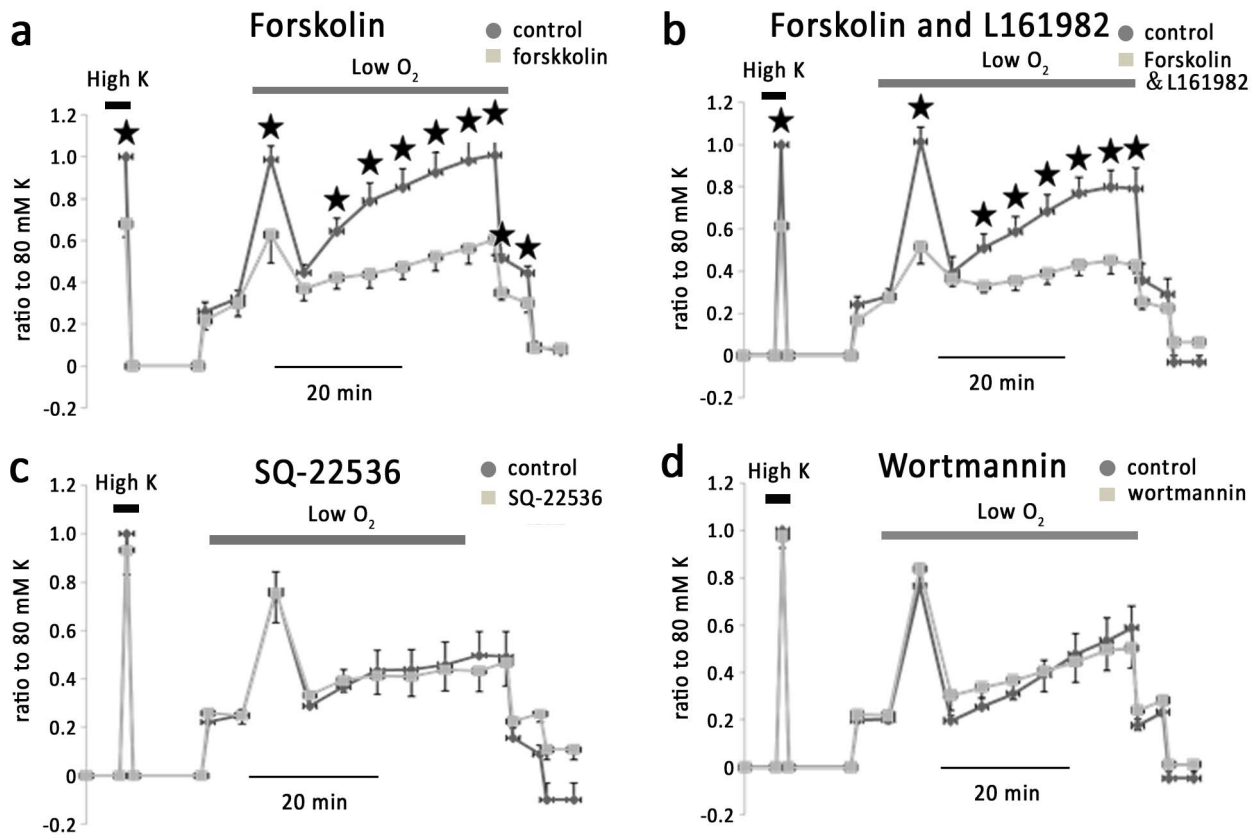 a
Forskolin
control
forskkolin
High K
Low O2
1.2
1.0
0.8
0.6
0.4
0.2
0
-0.2
ratio to 80 mM K
20 min
b
Forskolin and L161982
control
Forskolin
&L161982
High K
Low O2
1.2
1.0
0.8
0.6
0.4
0.2
0
-0.2
ratio to 80 mM K
20 min
c
SQ-22536
control
SQ-22536
High K
Low O2
1.2
1.0
0.8
0.6
0.4
0.2
0
-0.2
ratio to 80 mM K
20 min
d
Wortmannin
control
wortmannin
High K
Low O2
1.2
1.0
0.8
0.6
0.4
0.2
0
-0.2
ratio to 80 mM K
20 min